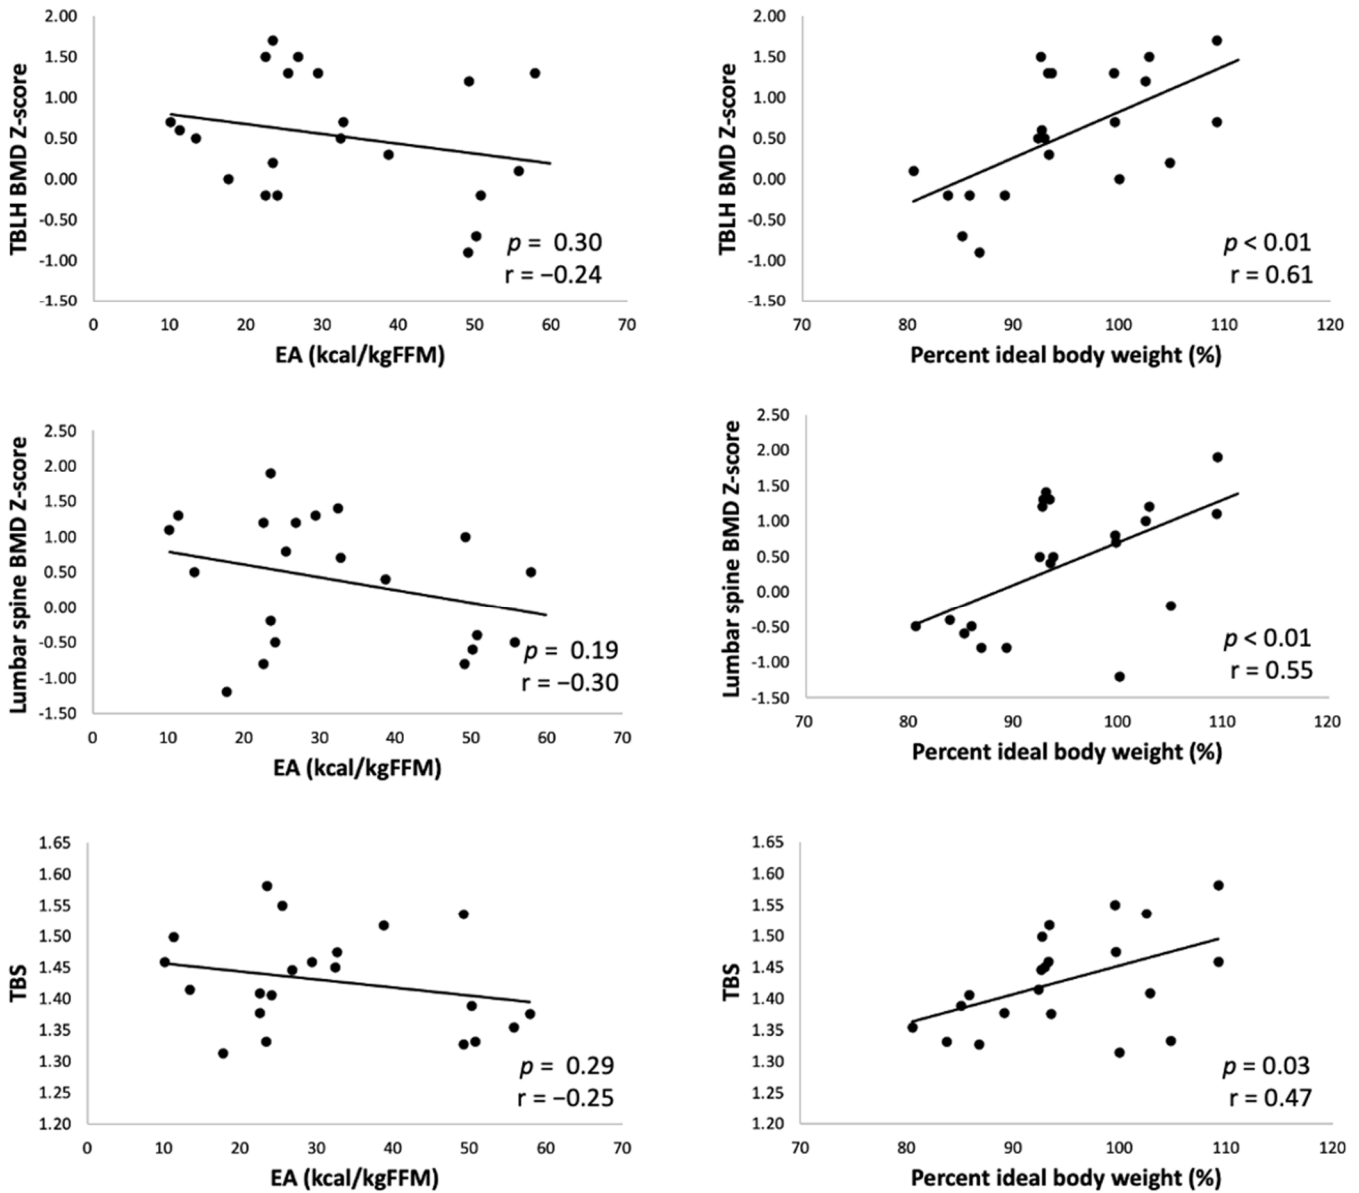 2.00
1.50
1.00
0.50
0.00
-0.50
-1.00
-1.50
TBLH BMD Z-score
p = 0.30
r = −0.24
0 10 20 30 40 50 60 70
EA (kcal/kgFFM)
2.00
1.50
1.00
0.50
0.00
-0.50
-1.00
-1.50
TBLH BMD Z-score
p < 0.01
r = 0.61
70 80 90 100 110 120
Percent ideal body weight (%)
2.50
2.00
1.50
1.00
0.50
0.00
-0.50
-1.00
-1.50
Lumbar spine BMD Z-score
p = 0.19
r = −0.30
0 10 20 30 40 50 60 70
EA (kcal/kgFFM)
2.50
2.00
1.50
1.00
0.50
0.00
-0.50
-1.00
-1.50
Lumbar spine BMD Z-score
p < 0.01
r = 0.55
70 80 90 100 110 120
Percent ideal body weight (%)
1.65
1.60
1.55
1.50
1.45
1.40
1.35
1.30
1.25
1.20
TBS
p = 0.29
r = −0.25
0 10 20 30 40 50 60 70
EA (kcal/kgFFM)
1.65
1.60
1.55
1.50
1.45
1.40
1.35
1.30
1.25
1.20
TBS
p = 0.03
r = 0.47
70 80 90 100 110 120
Percent ideal body weight (%)